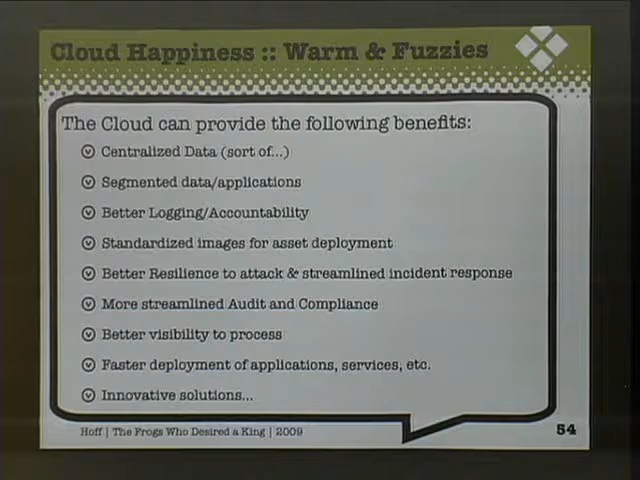 Cloud Happiness :: Warm & Fuzzies
The Cloud can provide the following benefits:
Centralized Data (sort of...)
Segmented data/applications
Better Logging/Accountability
Standardized images for asset deployment
Better Resilience to attack & streamlined incident response
More streamlined Audit and Compliance
Better visibility to process
Faster deployment of applications, services, etc.
Innovative solutions...
Hoff | The Frogs Who Desired a King | 2009
54